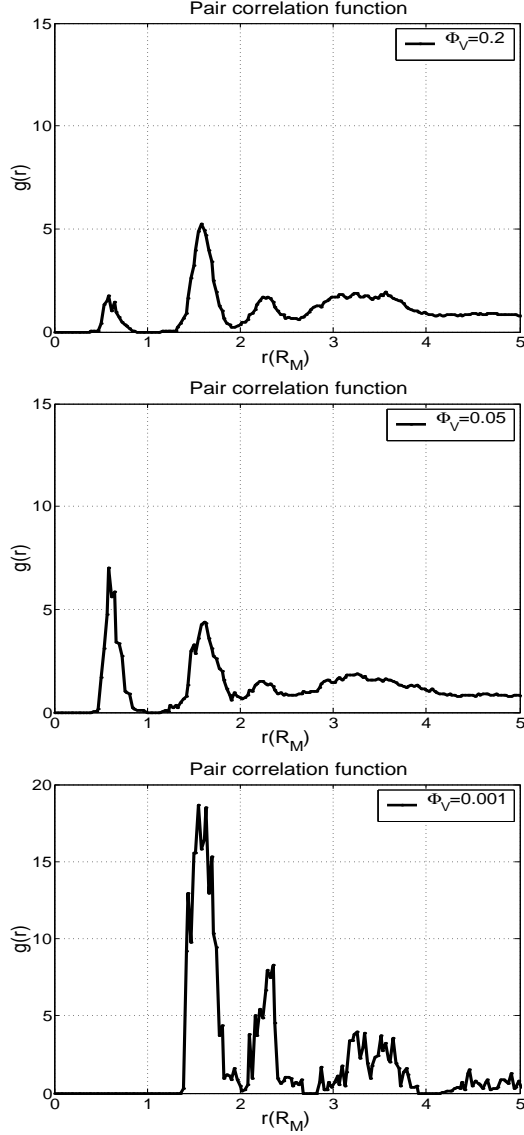 Pair correlation function
15
10
5
0
g(r)
Φ_V=0.2
0 1 2 3 4 5
r(R_M)
Pair correlation function
15
10
5
0
g(r)
Φ_V=0.05
0 1 2 3 4 5
r(R_M)
Pair correlation function
20
15
10
5
0
g(r)
Φ_V=0.001
0 1 2 3 4 5
r(R_M)